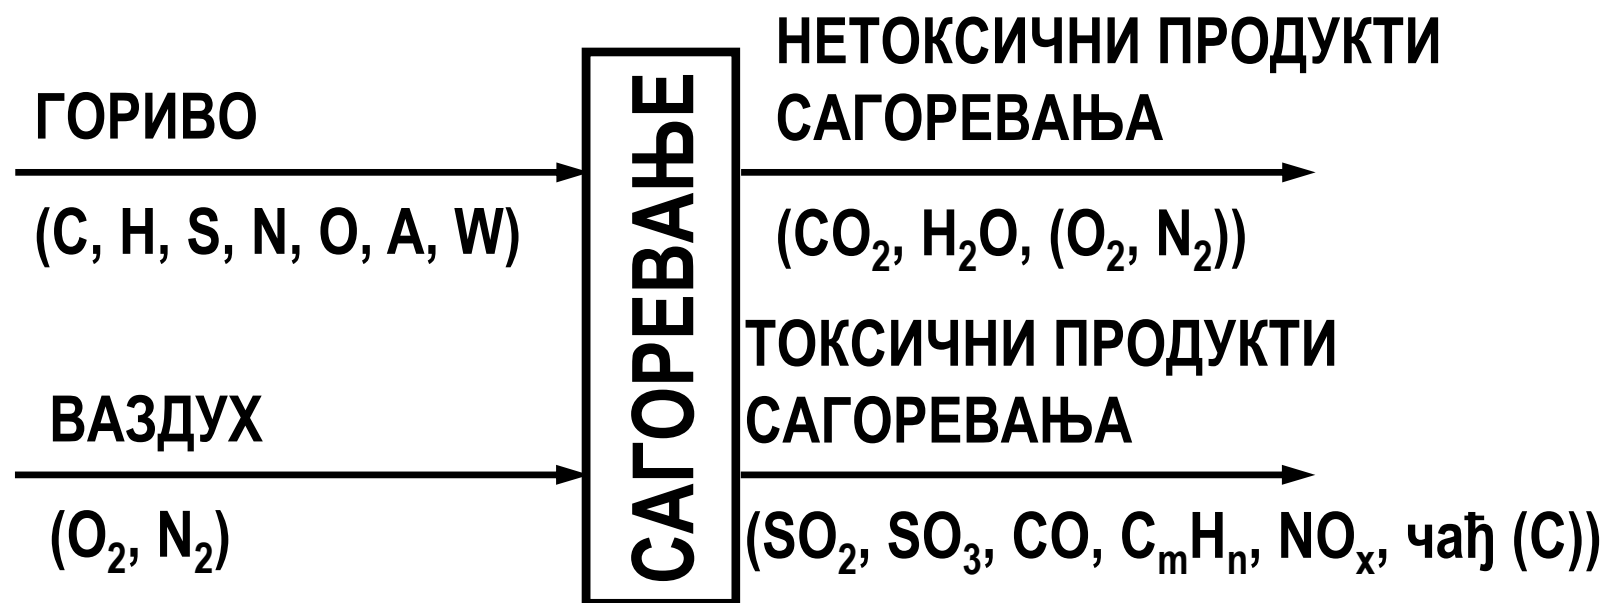 ГОРИВО
(C, H, S, N, O, A, W)
ВАЗДУХ
(O₂, N₂)
САГОРЕВАЊЕ
НЕТОКСИЧНИ ПРОДУКТИ
САГОРЕВАЊА
(CO₂, H₂O, (O₂, N₂))
ТОКСИЧНИ ПРОДУКТИ
САГОРЕВАЊА
(SO₂, SO₃, CO, CₘHₙ, NOₓ, чађ (C))